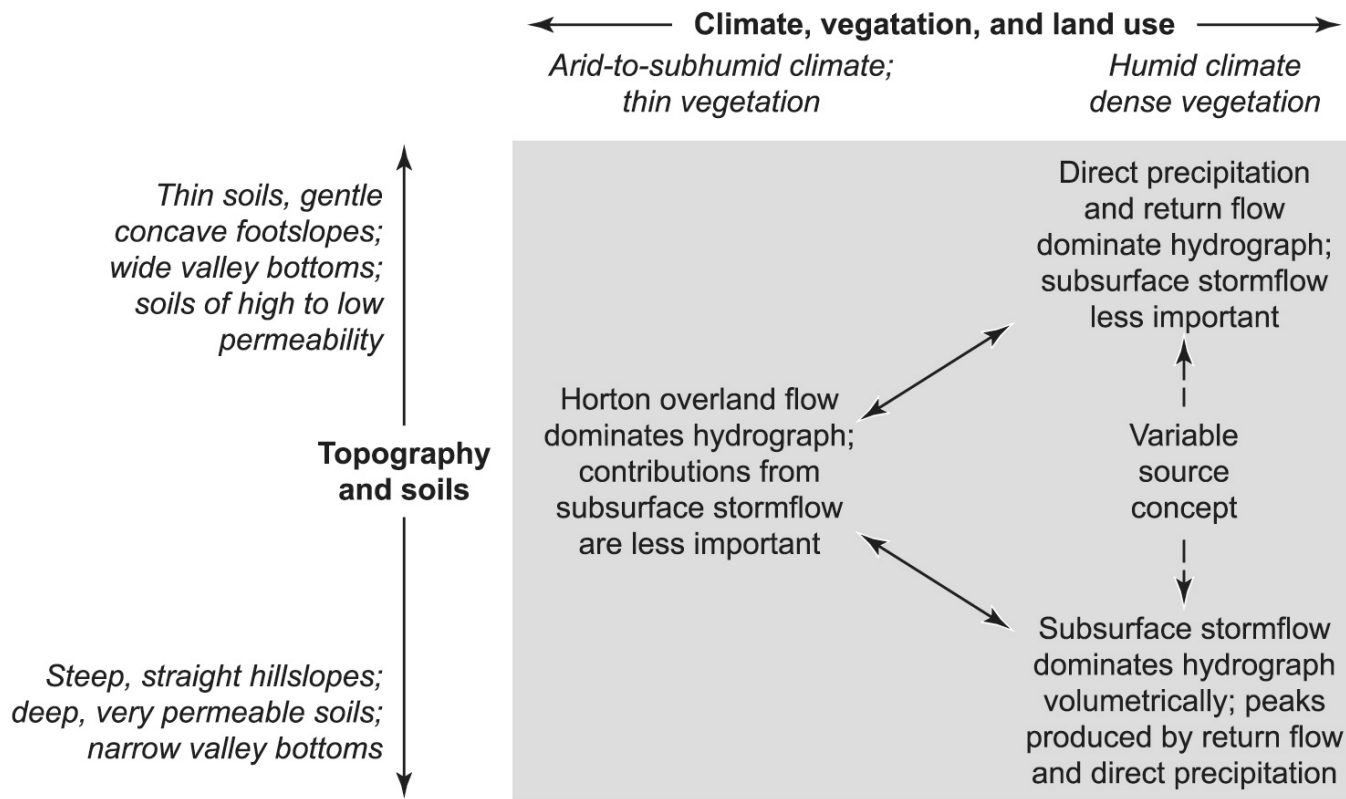 Climate, vegatation, and land use
Arid-to-subhumid climate;
thin vegetation
Humid climate
dense vegetation
Thin soils, gentle
concave footslopes;
wide valley bottoms;
soils of high to low
permeability
Topography
and soils
Steep, straight hillslopes;
deep, very permeable soils;
narrow valley bottoms
Horton overland flow
dominates hydrograph;
contributions from
subsurface stormflow
are less important
Direct precipitation
and return flow
dominate hydrograph;
subsurface stormflow
less important
Variable
source
concept
Subsurface stormflow
dominates hydrograph
volumetrically; peaks
produced by return flow
and direct precipitation